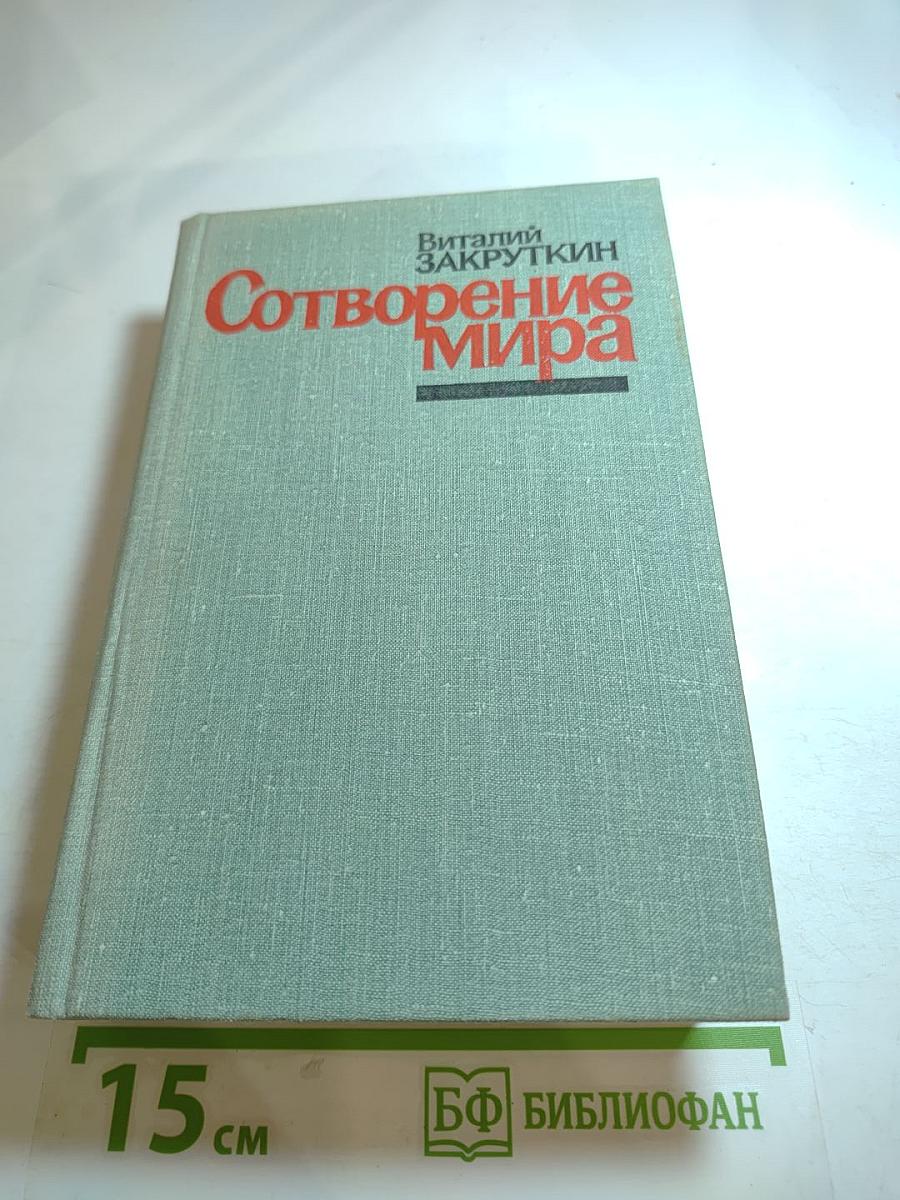 Виталий
ЗАКРУТКИН
Сотворение
мира
15 см
БФ БИБЛИОФАН